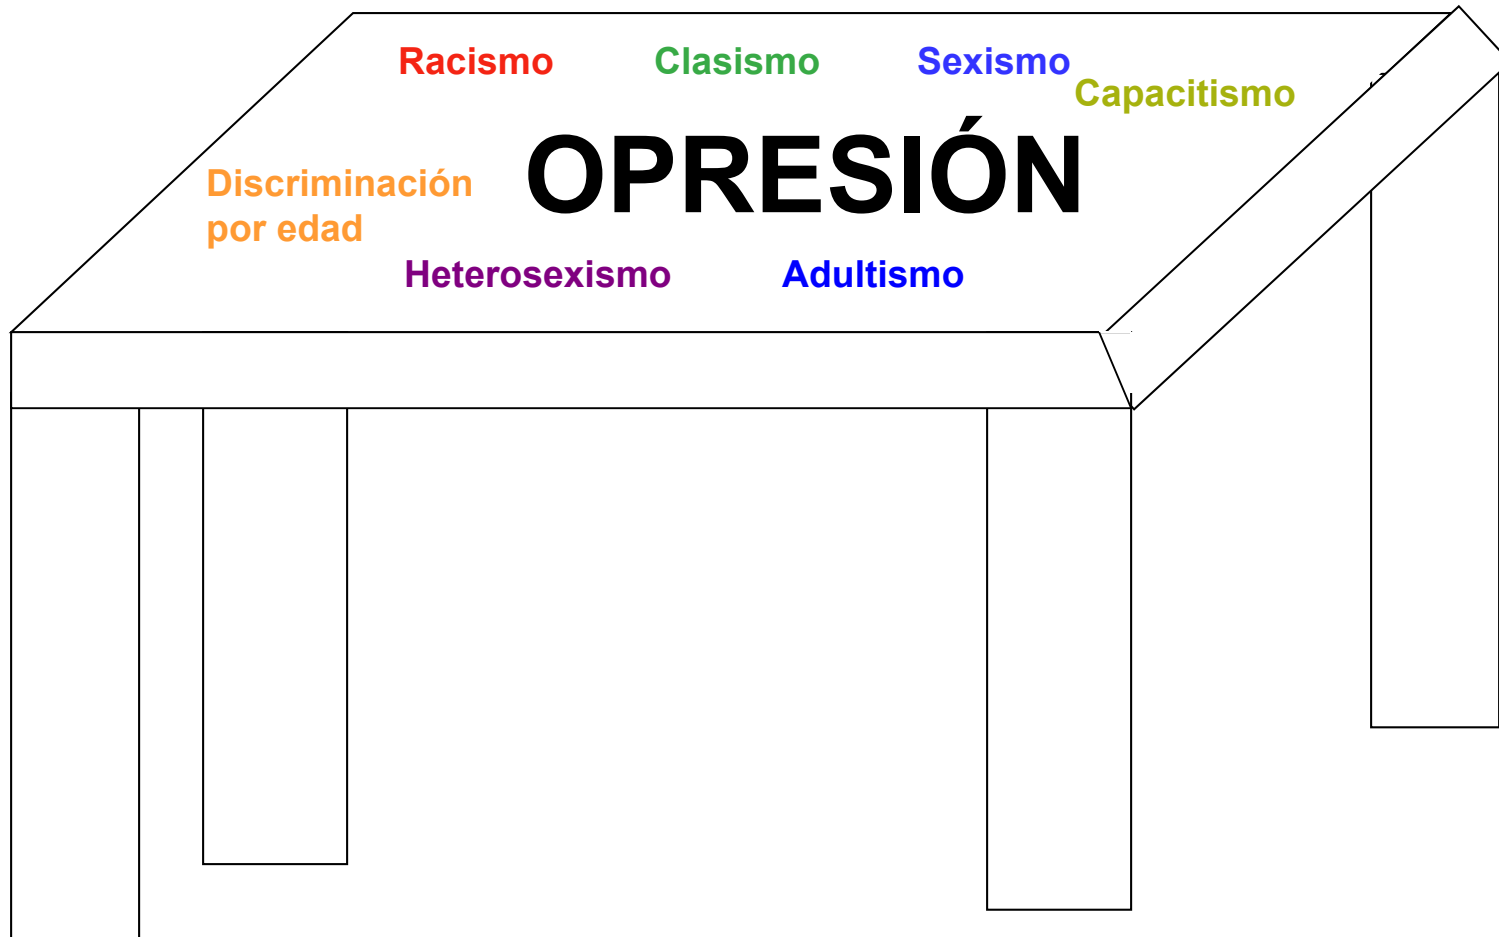 Racismo
Clasismo
Sexismo
Capacitismo
OPRESIÓN
Discriminación
por edad
Heterosexismo
Adultismo